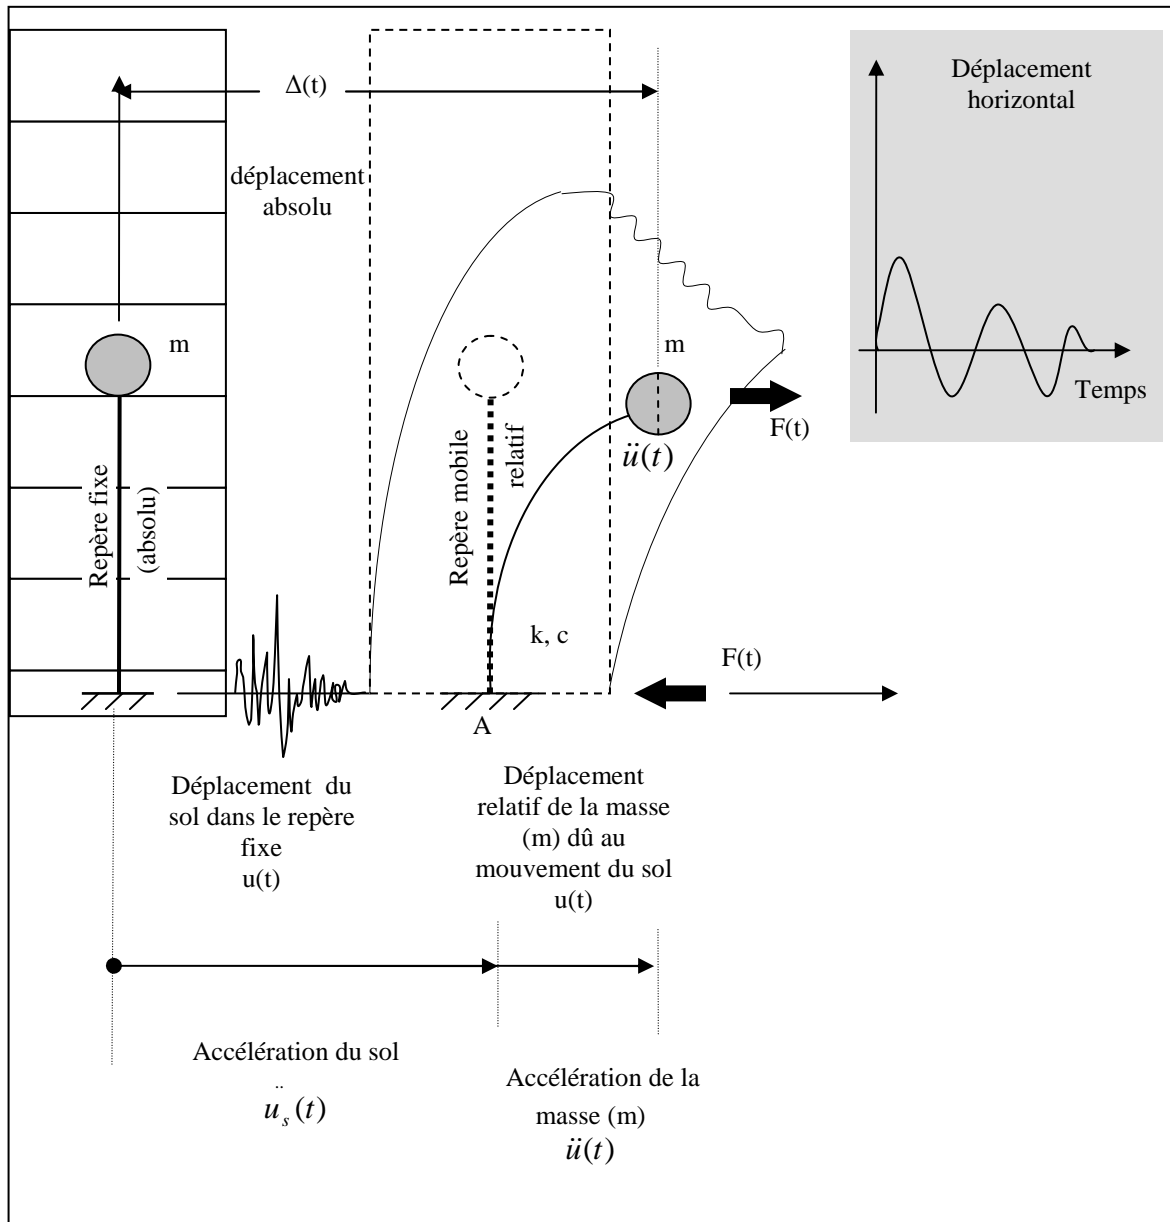 Δ(t)
déplacement
absolu
m
Repère fixe
(absolu)
Repère mobile
relatif
m
ü(t)
F(t)
k, c
F(t)
A
Déplacement
horizontal
Temps
Déplacement du
sol dans le repère
fixe
u(t)
Déplacement
relatif de la masse
(m) dû au
mouvement du sol
u(t)
Accélération du sol
ü_s(t)
Accélération de la
masse (m)
ü(t)